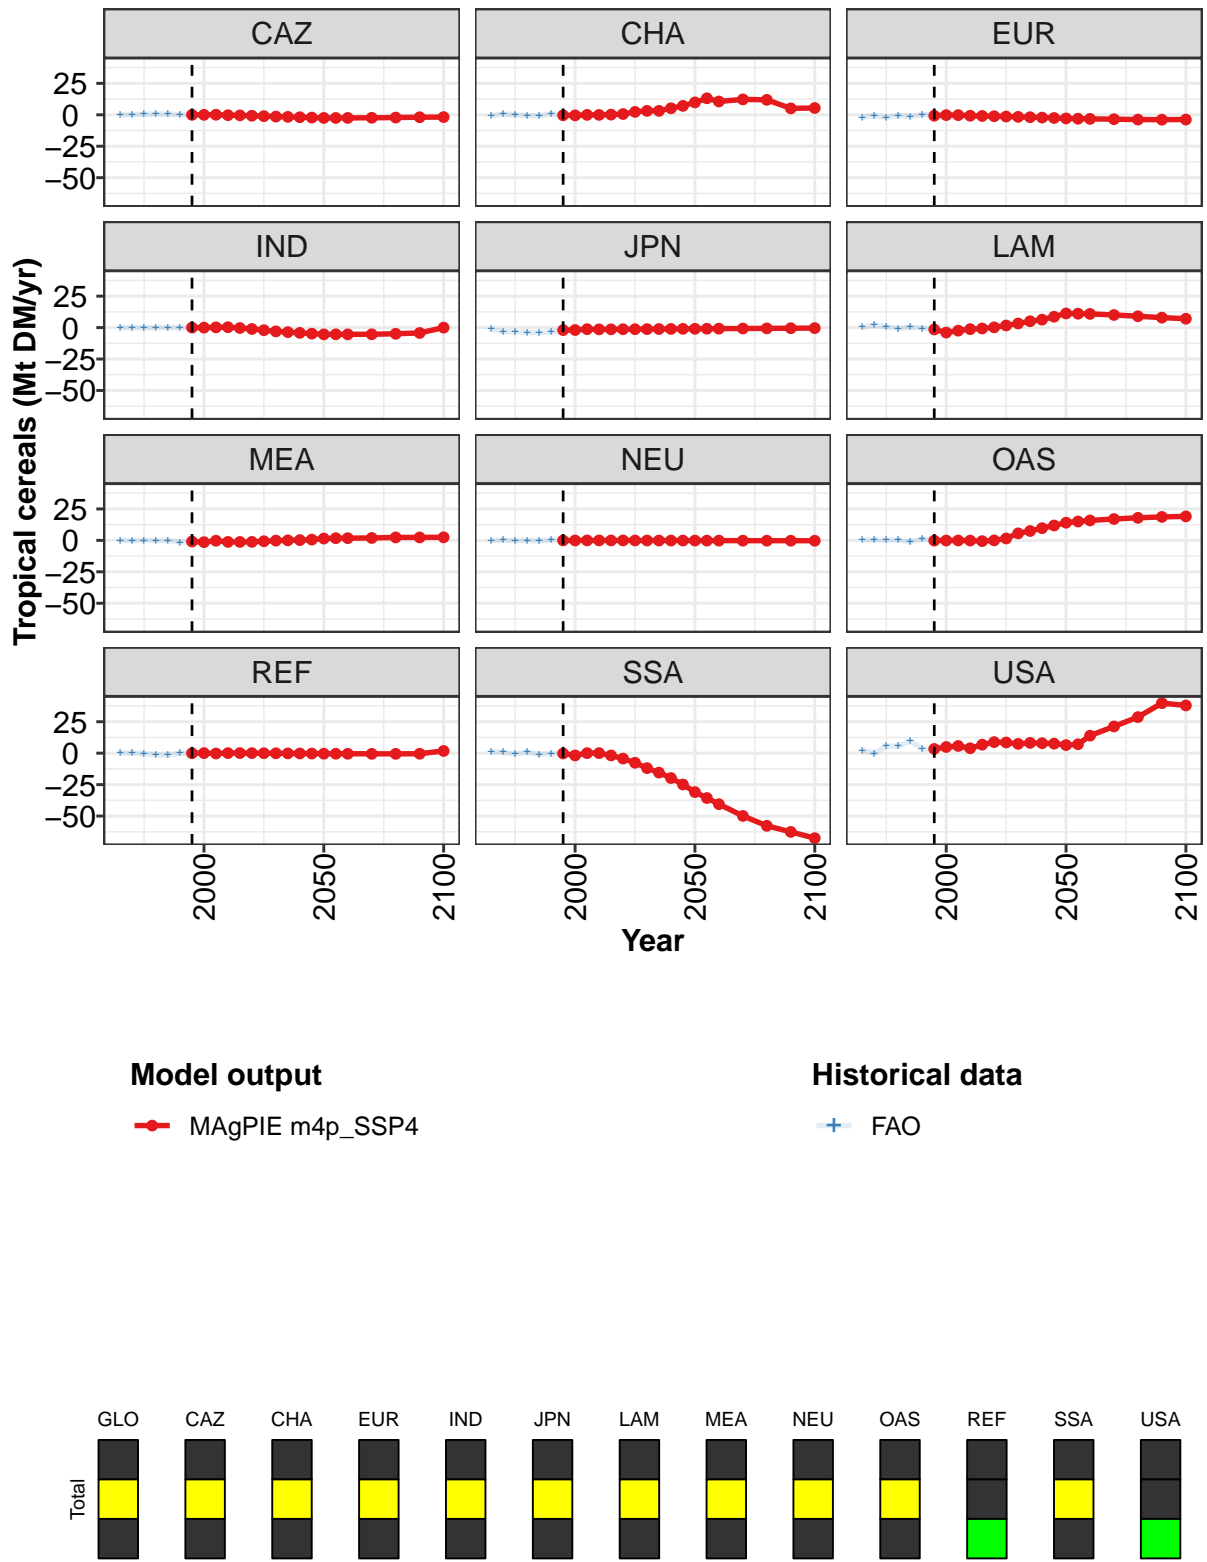 CAZ CHA EUR
25
0
−25
−50
IND JPN LAM
25
0
−25
−50
MEA NEU OAS
25
0
−25
−50
REF SSA USA
25
0
−25
−50
2000 2050 2100 2000 2050 2100 2000 2050 2100
Year
Tropical cereals (Mt DM/yr)
Model output Historical data
MAgPIE m4p_SSP4 FAO
GLO CAZ CHA EUR IND JPN LAM MEA NEU OAS REF SSA USA
Total